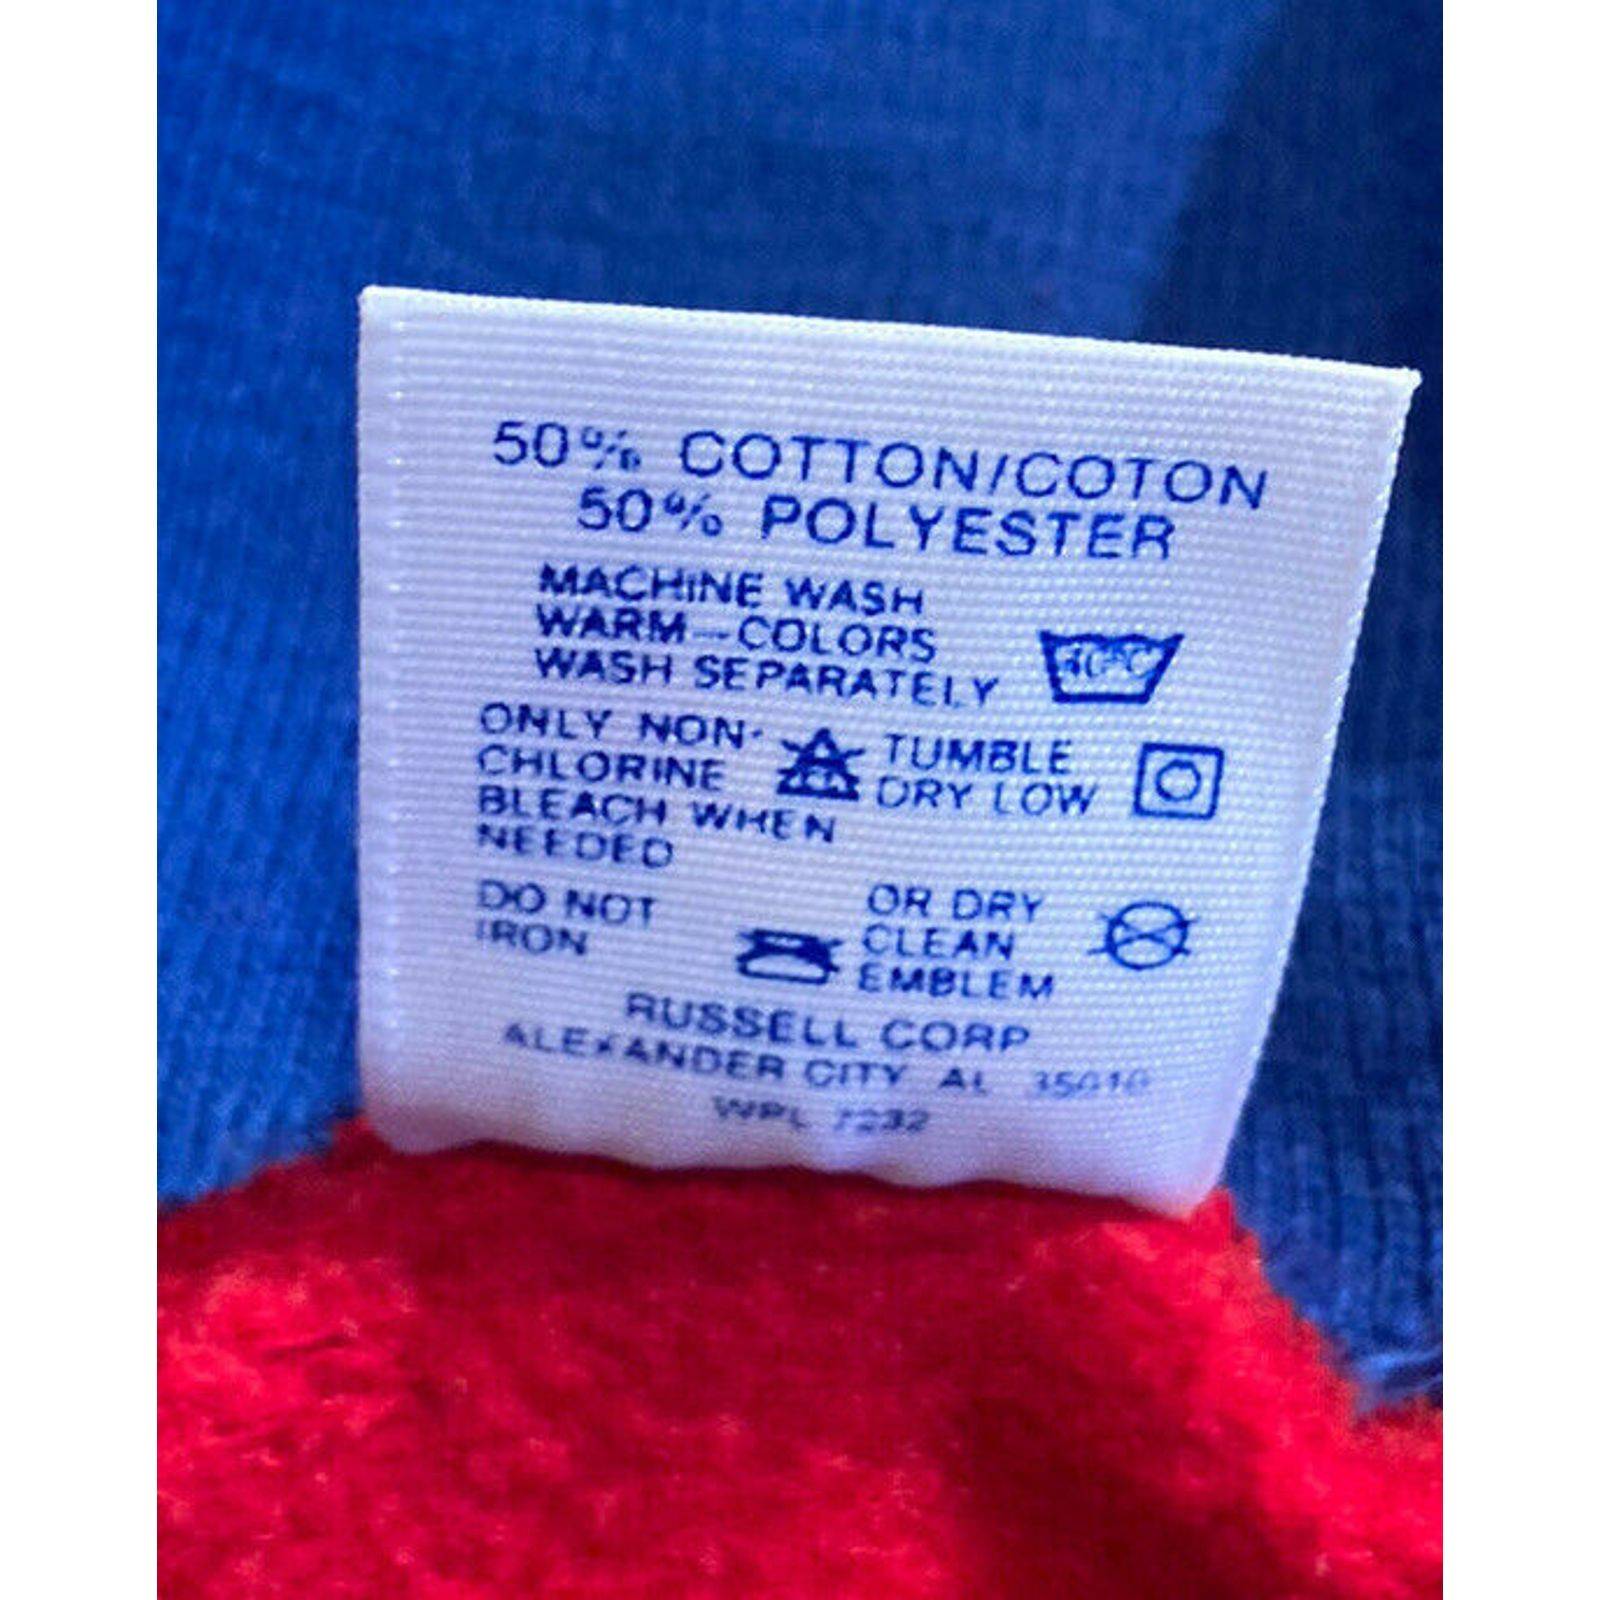 50% COTTON/COTON
50% POLYESTER
MACHINE WASH
WARM—COLORS
WASH SEPARATELY
40°C
ONLY NON-
CHLORINE
BLEACH WHEN
NEEDED
CL
TUMBLE
DRY LOW
DO NOT
IRON
OR DRY
CLEAN
EMBLEM
RUSSELL CORP
ALEXANDER CITY AL 35010
WPL 7232